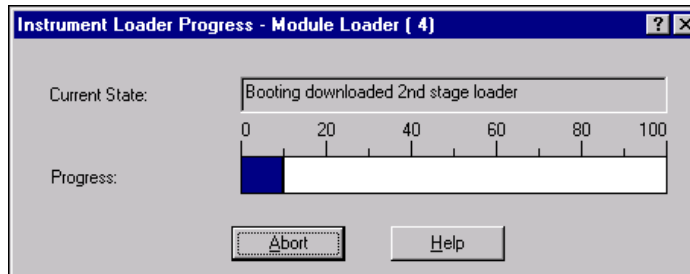 Instrument Loader Progress - Module Loader ( 4)
Current State:
Booting downloaded 2nd stage loader
0 20 40 60 80 100
Progress:
Abort Help